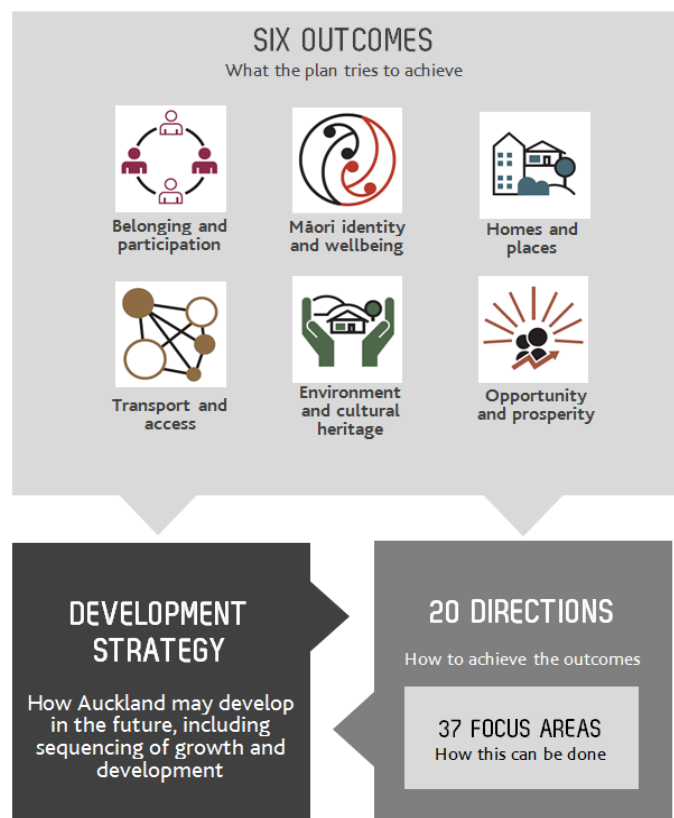 SIX OUTCOMES
What the plan tries to achieve
Belonging and
participation
Māori identity
and wellbeing
Homes and
places
Transport and
access
Environment
and cultural
heritage
Opportunity
and prosperity
DEVELOPMENT
STRATEGY
How Auckland may develop
in the future, including
sequencing of growth and
development
20 DIRECTIONS
How to achieve the outcomes
37 FOCUS AREAS
How this can be done